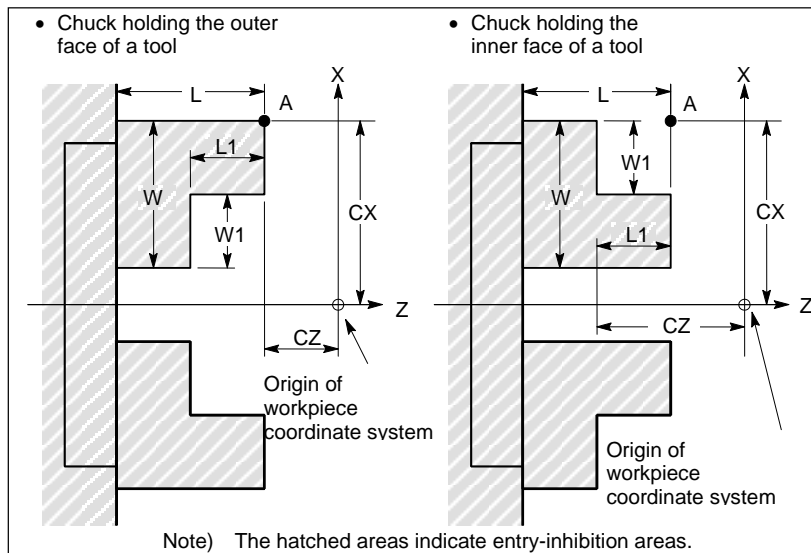 • Chuck holding the outer
face of a tool
L
A
X
L1
W
W1
CX
Z
CZ
Origin of
workpiece
coordinate system
• Chuck holding the
inner face of a tool
X
L
A
W1
W
CX
L1
Z
CZ
Origin of
workpiece
coordinate system
Note) The hatched areas indicate entry-inhibition areas.